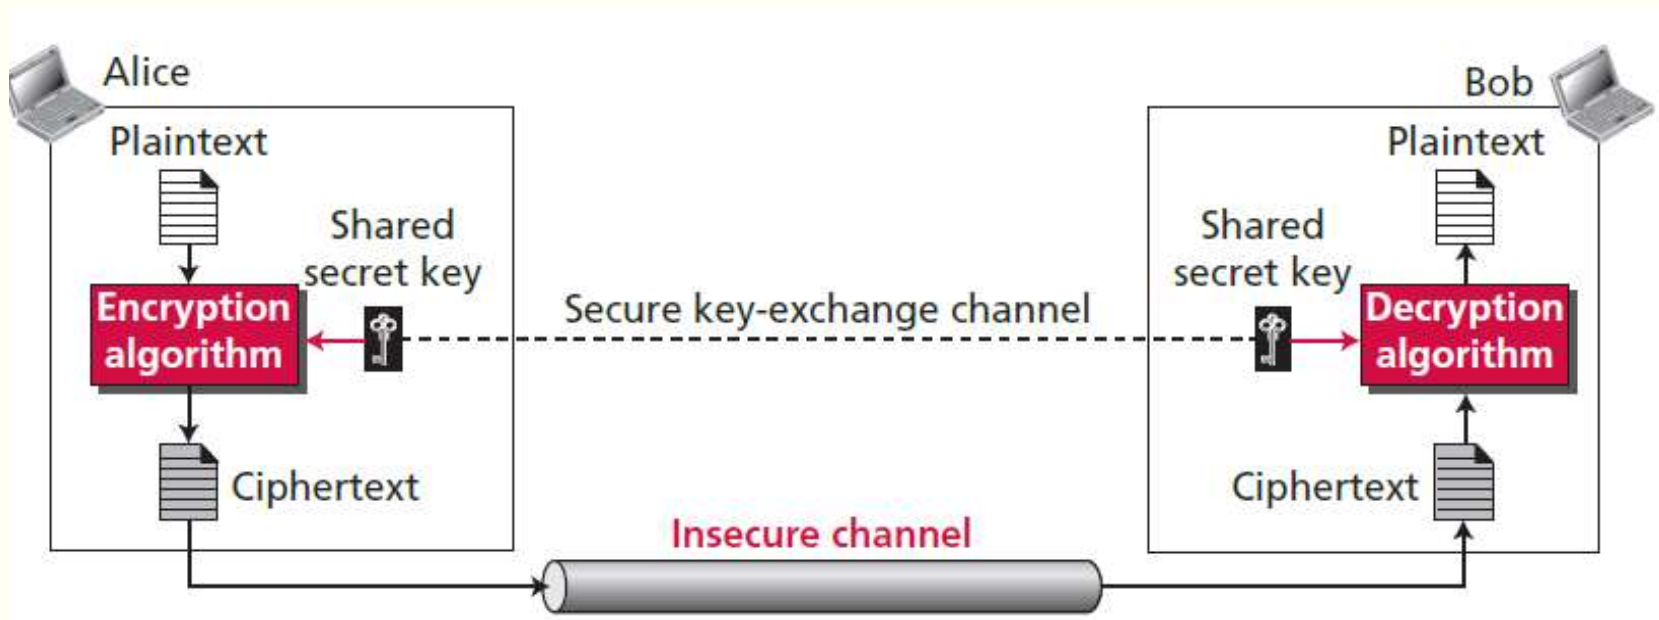 Alice
Bob
Plaintext
Plaintext
Shared
secret key
Shared
secret key
Encryption
algorithm
Secure key-exchange channel
Decryption
algorithm
Ciphertext
Ciphertext
Insecure channel